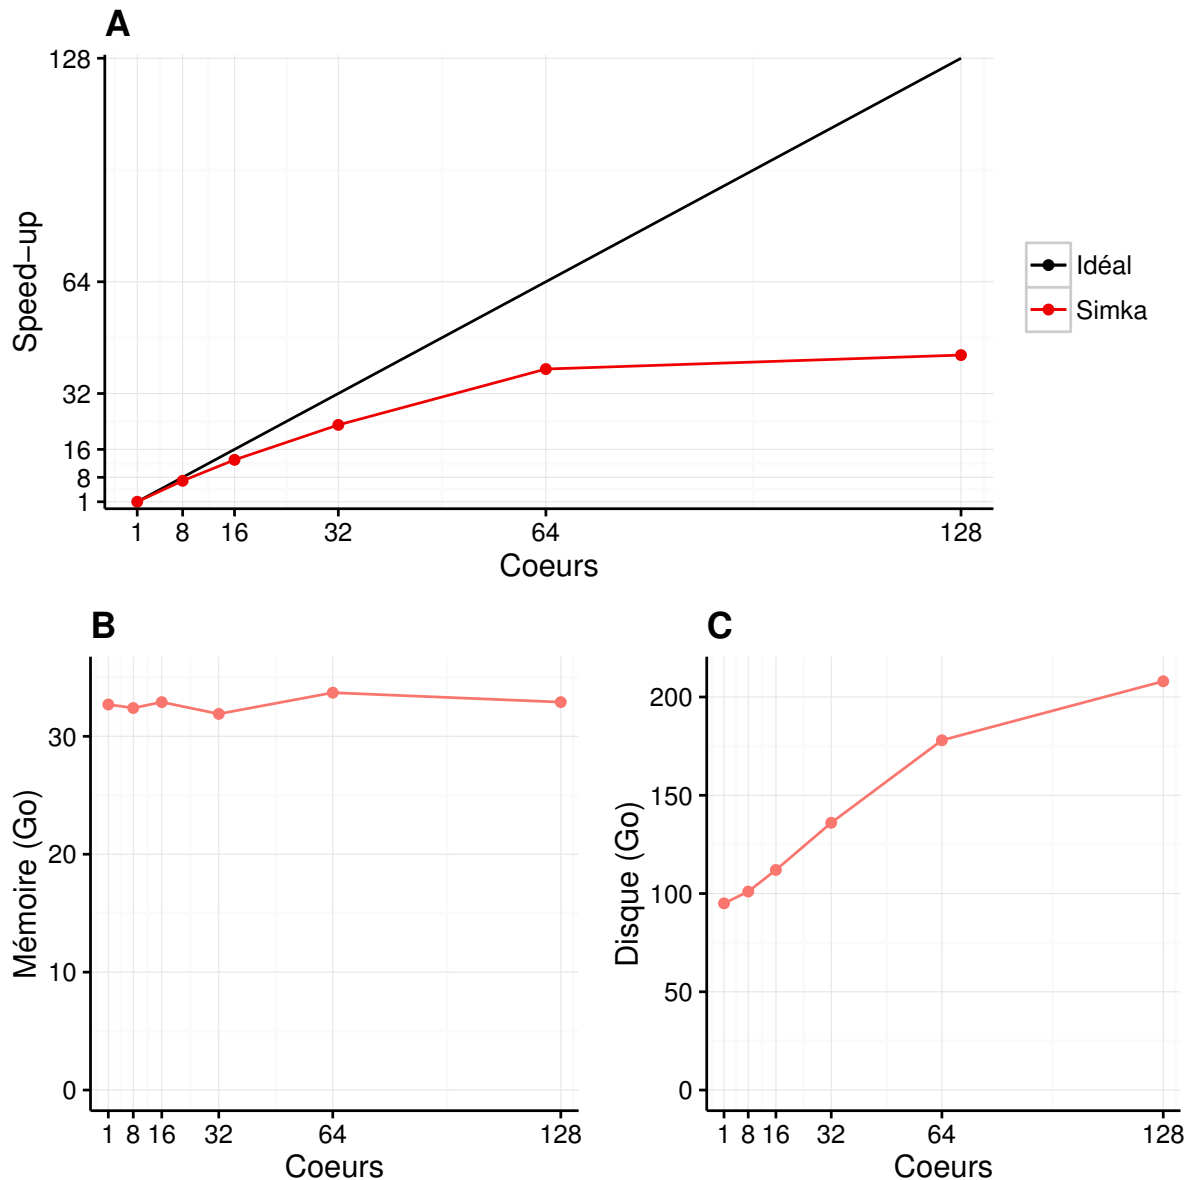 A
128
64
32
16
8
1
Speed−up
1 8 16 32 64 128
Coeurs
Idéal
Simka
B
30
20
10
0
Mémoire (Go)
1 8 16 32 64 128
Coeurs
C
200
150
100
50
0
Disque (Go)
1 8 16 32 64 128
Coeurs